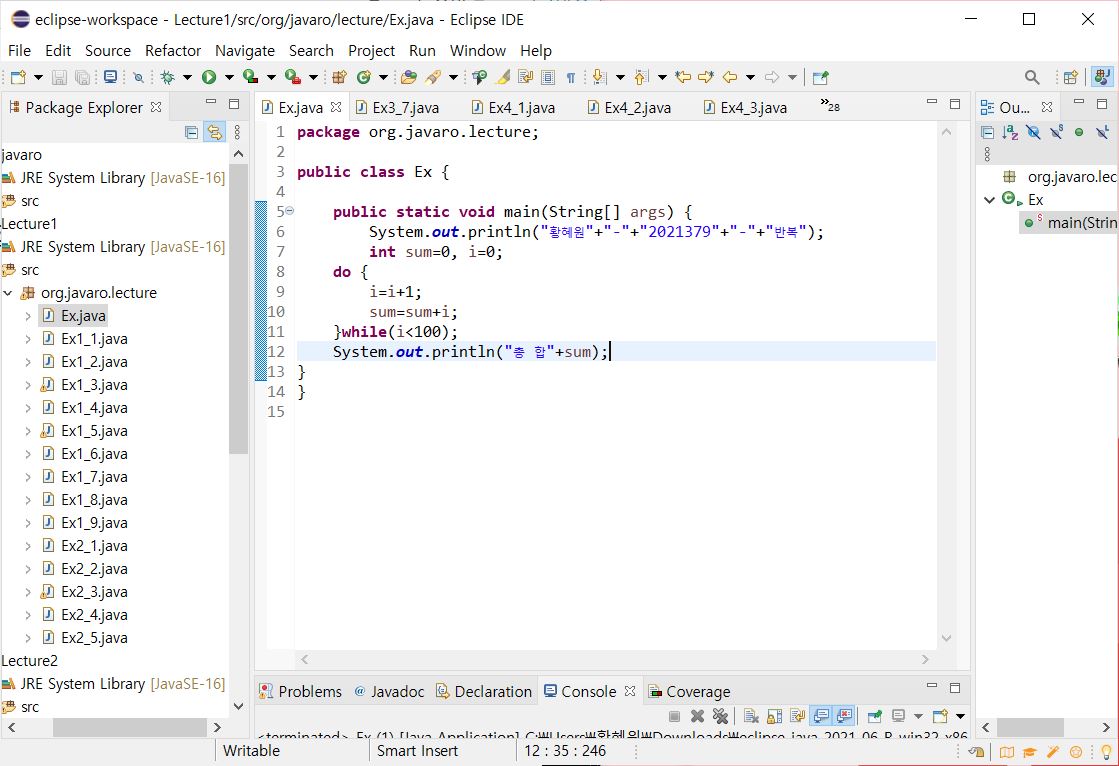 eclipse-workspace - Lecture1/src/org/javaro/lecture/Ex.java - Eclipse IDE
File Edit Source Refactor Navigate Search Project Run Window Help
Package Explorer
Ex.java Ex3_7.java Ex4_1.java Ex4_2.java Ex4_3.java »28
Ou...
javaro
JRE System Library [JavaSE-16]
src
Lecture1
JRE System Library [JavaSE-16]
src
org.javaro.lecture
Ex.java
Ex1_1.java
Ex1_2.java
Ex1_3.java
Ex1_4.java
Ex1_5.java
Ex1_6.java
Ex1_7.java
Ex1_8.java
Ex1_9.java
Ex2_1.java
Ex2_2.java
Ex2_3.java
Ex2_4.java
Ex2_5.java
Lecture2
JRE System Library [JavaSE-16]
src
1 package org.javaro.lecture;
2
3 public class Ex {
4
5 public static void main(String[] args) {
6 System.out.println("황혜원"+"-"+"2021379"+"-"+"반복");
7 int sum=0, i=0;
8 do {
9 i=i+1;
10 sum=sum+i;
11 }while(i<100);
12 System.out.println("총 합"+sum);
13 }
14 }
15
org.javaro.lec
Ex
main(Strin
Problems Javadoc Declaration Console Coverage
<terminated> Ex (1) [Java Application] C:₩Users₩황혜원₩Downloads₩eclipse-java-2021-06-R-win32-x86
Writable Smart Insert 12 : 35 : 246